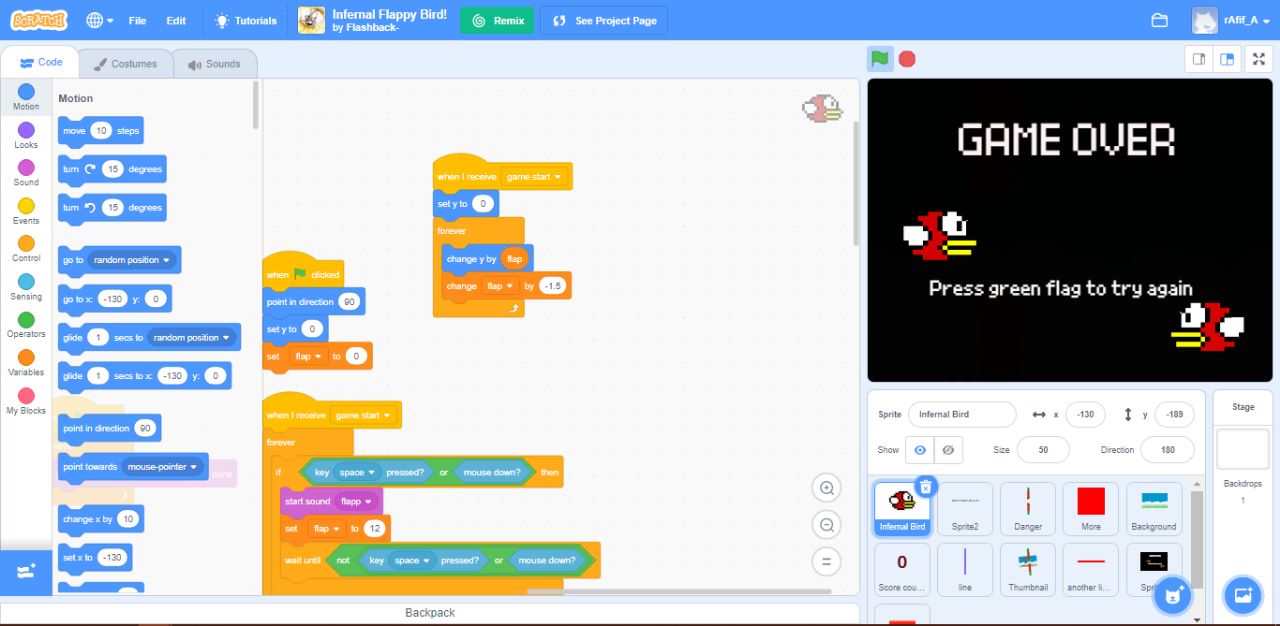 SCRATCH
File
Edit
Tutorials
Infernal Flappy Bird!
by Flashback-
Remix
See Project Page
rAfif_A
Code
Costumes
Sounds
Motion
Looks
Sound
Events
Control
Sensing
Operators
Variables
My Blocks
Motion
move 10 steps
turn 15 degrees
turn 15 degrees
go to random position
go to x: -130 y: 0
glide 1 secs to random position
glide 1 secs to x: -130 y: 0
point in direction 90
point towards mouse-pointer
done
change x by 10
set x to -130
when I receive game start
set y to 0
forever
change y by flap
change flap by -1.5
when clicked
point in direction 90
set y to 0
set flap to 0
when I receive game start
forever
if key space pressed? or mouse down? then
start sound flapp
set flap to 12
wait until not key space pressed? or mouse down?
Backpack
GAME OVER
Press green flag to try again
Sprite Infernal Bird x -130 y -189
Show Size 50 Direction 180
Infernal Bird
Sprite2
Danger
More
Background
0
Score cou...
line
Thumbnail
another li...
Stage
Backdrops
1